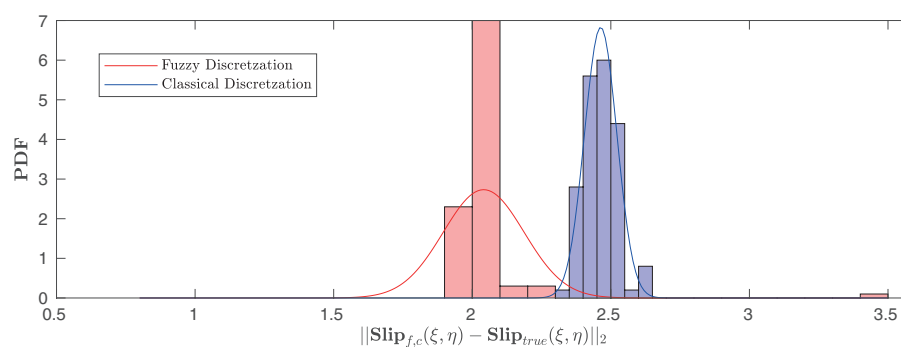 7
6
5
4
3
2
1
0
PDF
Fuzzy Discretzation
Classical Discretzation
0.5 1 1.5 2 2.5 3 3.5
||Slip_{f,c}(ξ, η) − Slip_{true}(ξ, η)||_2